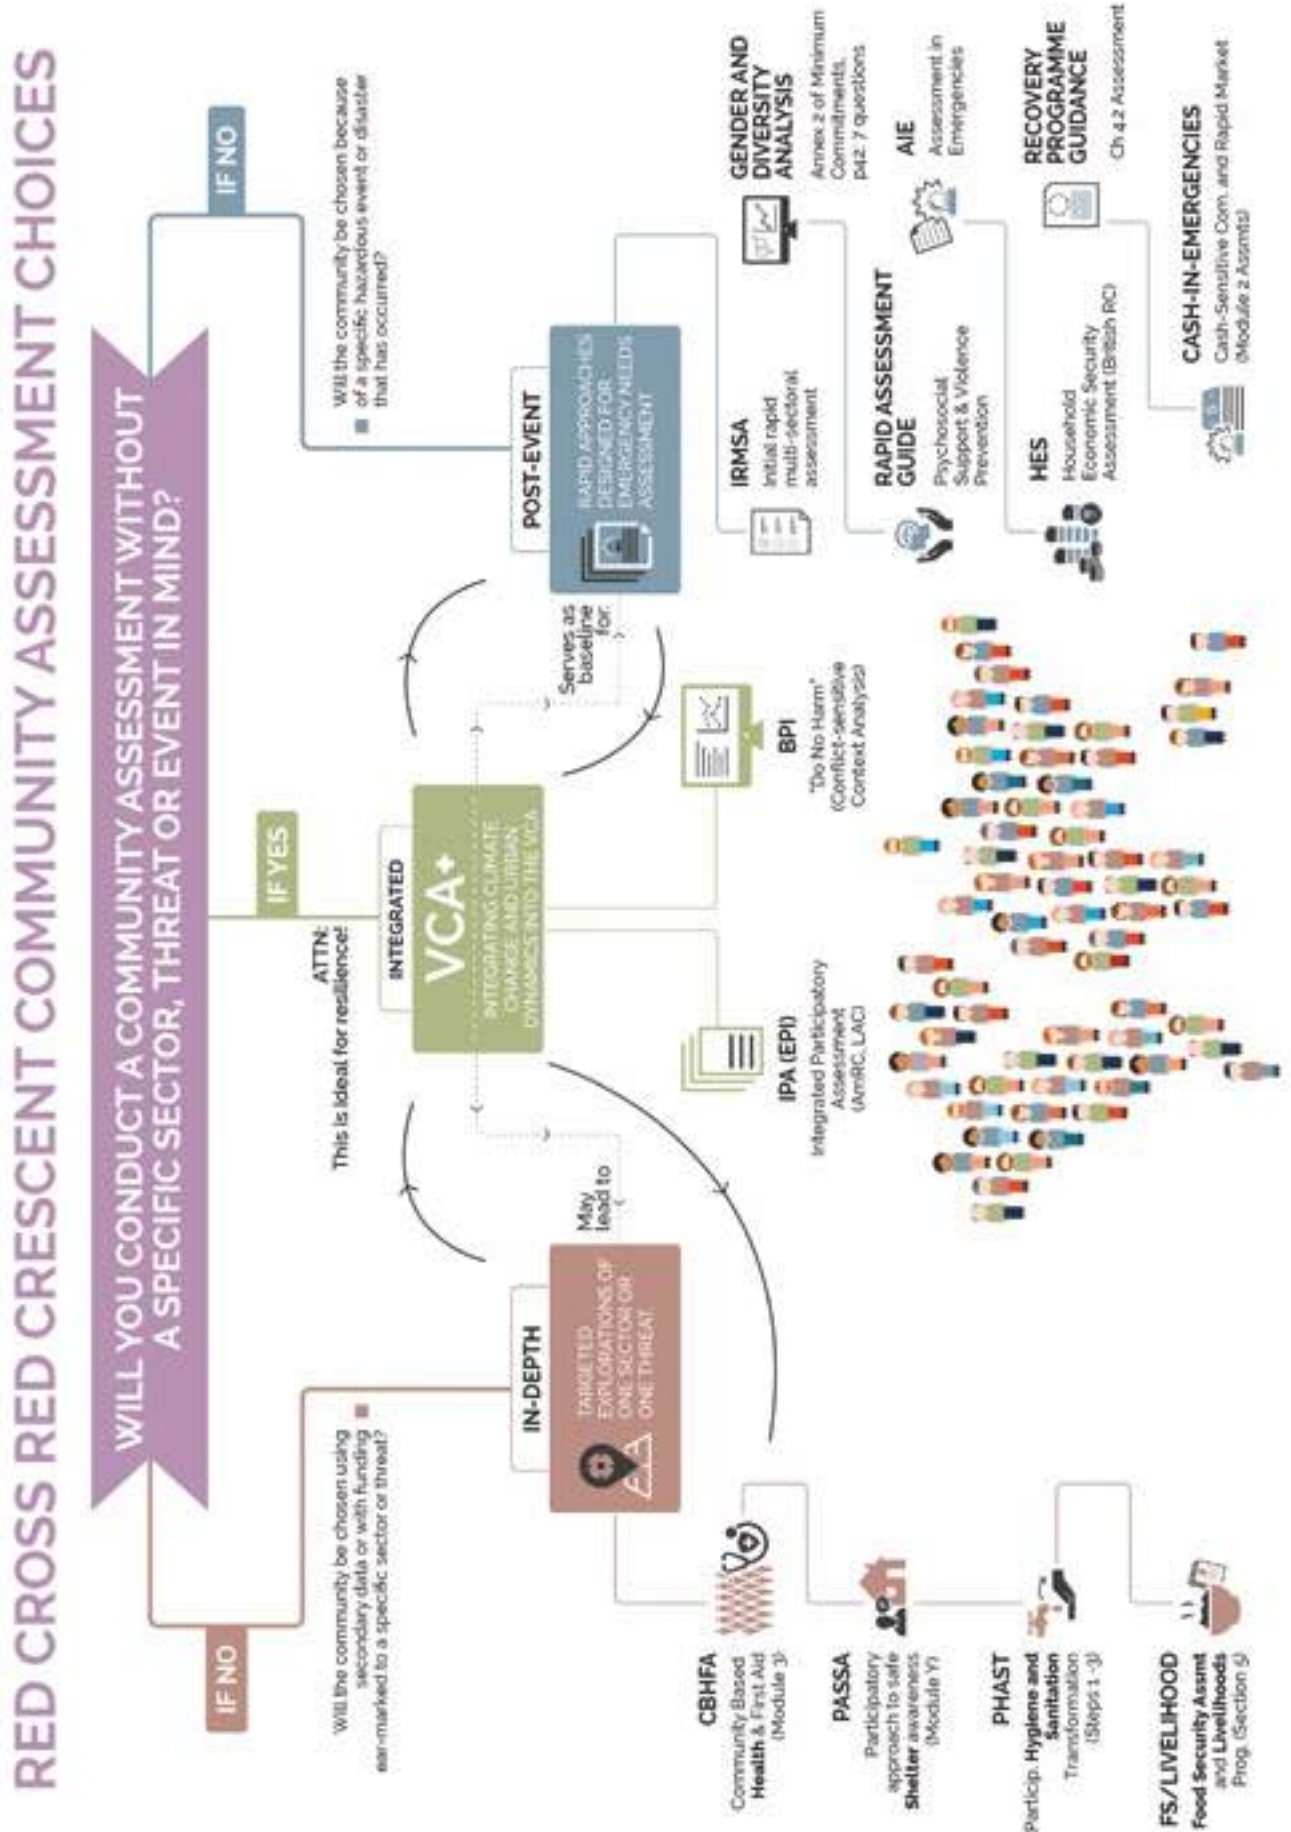 RED CROSS RED CRESCENT COMMUNITY ASSESSMENT CHOICES
WILL YOU CONDUCT A COMMUNITY ASSESSMENT WITHOUT
A SPECIFIC SECTOR, THREAT OR EVENT IN MIND?
IF NO
Will the community be chosen using
secondary data or with funding
ear-marked to a specific sector or threat?
IN-DEPTH
TARGETED
EXPLORATIONS OF
ONE SECTOR OR
ONE THREAT
CBHFA
Community Based
Health & First Aid
(Module 3)
PASSA
Participatory
approach to safe
Shelter awareness
(Module Y)
PHAST
Particip. Hygiene and
Sanitation
Transformation
(Steps 1 -3)
FS/LIVELIHOOD
Food Security Assmt
and Livelihoods
Prog. (Section 5)
IF YES
ATTN:
This is ideal for resilience!
INTEGRATED
VCA+
INTEGRATING CLIMATE
CHANGE AND URBAN
DYNAMICS INTO THE VCA
May
lead to
Serves as
baseline
for:
IPA (EPI)
Integrated Participatory
Assessment
(AmRC, LAC)
BPI
"Do No Harm"
(Conflict-sensitive
Context Analysis)
IF NO
Will the community be chosen because
of a specific hazardous event or disaster
that has occurred?
POST-EVENT
RAPID APPROACHES
DESIGNED FOR
EMERGENCY NEEDS
ASSESSMENT
IRMSA
Initial rapid
multi-sectoral
assessment
GENDER AND
DIVERSITY
ANALYSIS
Annex 2 of Minimum
Commitments,
p42. 7 questions
RAPID ASSESSMENT
GUIDE
Psychosocial
Support & Violence
Prevention
AIE
Assessment in
Emergencies
HES
Household
Economic Security
Assessment (British RC)
RECOVERY
PROGRAMME
GUIDANCE
Ch 4.2 Assessment
CASH-IN-EMERGENCIES
Cash-Sensitive Com. and Rapid Market
(Module 2 Assmts)